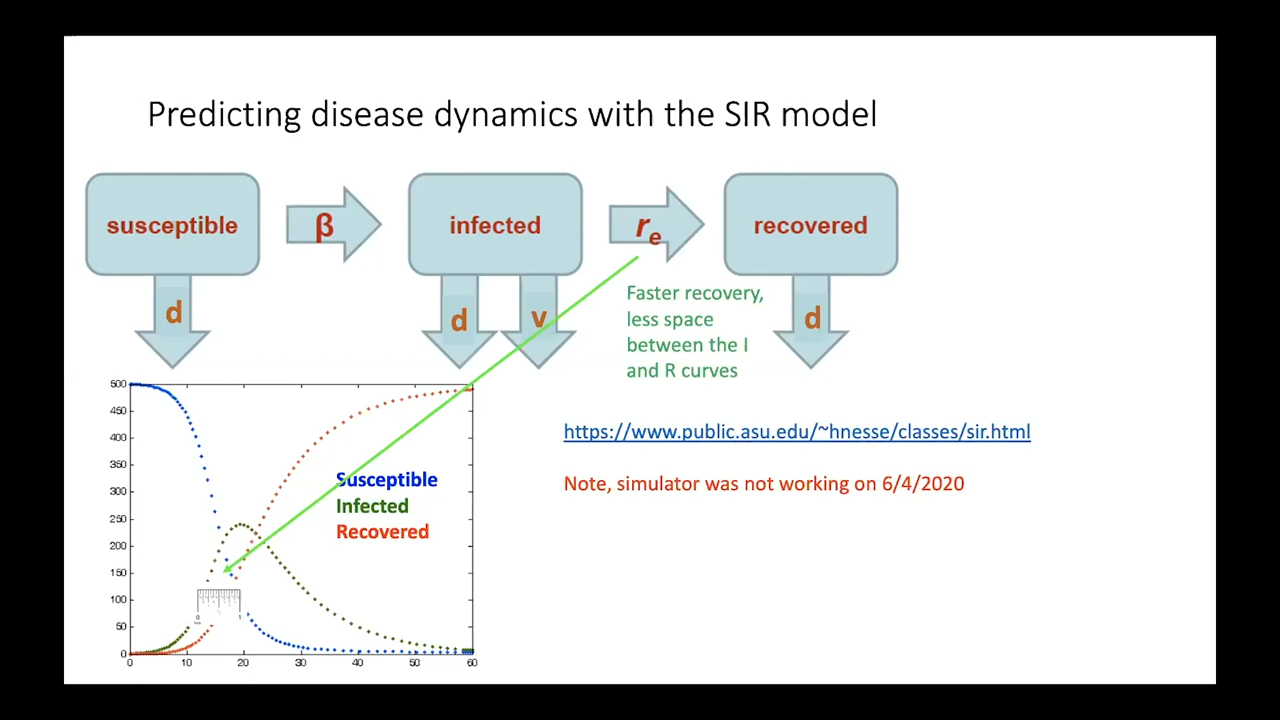 Predicting disease dynamics with the SIR model
susceptible
β
infected
re
recovered
d
d
v
d
Faster recovery,
less space
between the I
and R curves
https://www.public.asu.edu/~hnesse/classes/sir.html
Note, simulator was not working on 6/4/2020
500
450
400
350
300
250
200
150
100
50
0
Susceptible
Infected
Recovered
0
1
0
10
20
30
40
50
60